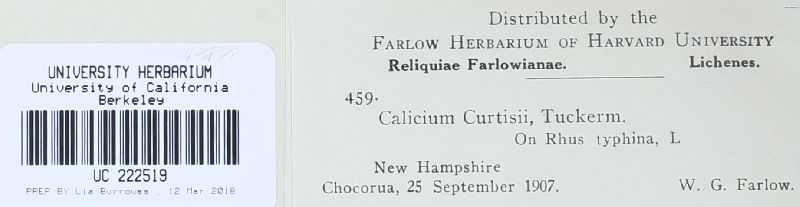 UNIVERSITY HERBARIUM
University of California
Berkeley
UC 222519
PREP BY Lia Burrows , 12 Mar 2018
Distributed by the
FARLOW HERBARIUM OF HARVARD UNIVERSITY
Reliquiae Farlowianae. Lichenes.
459.
Calicium Curtisii, Tuckerm.
On Rhus typhina, L
New Hampshire
Chocorua, 25 September 1907. W. G. Farlow.